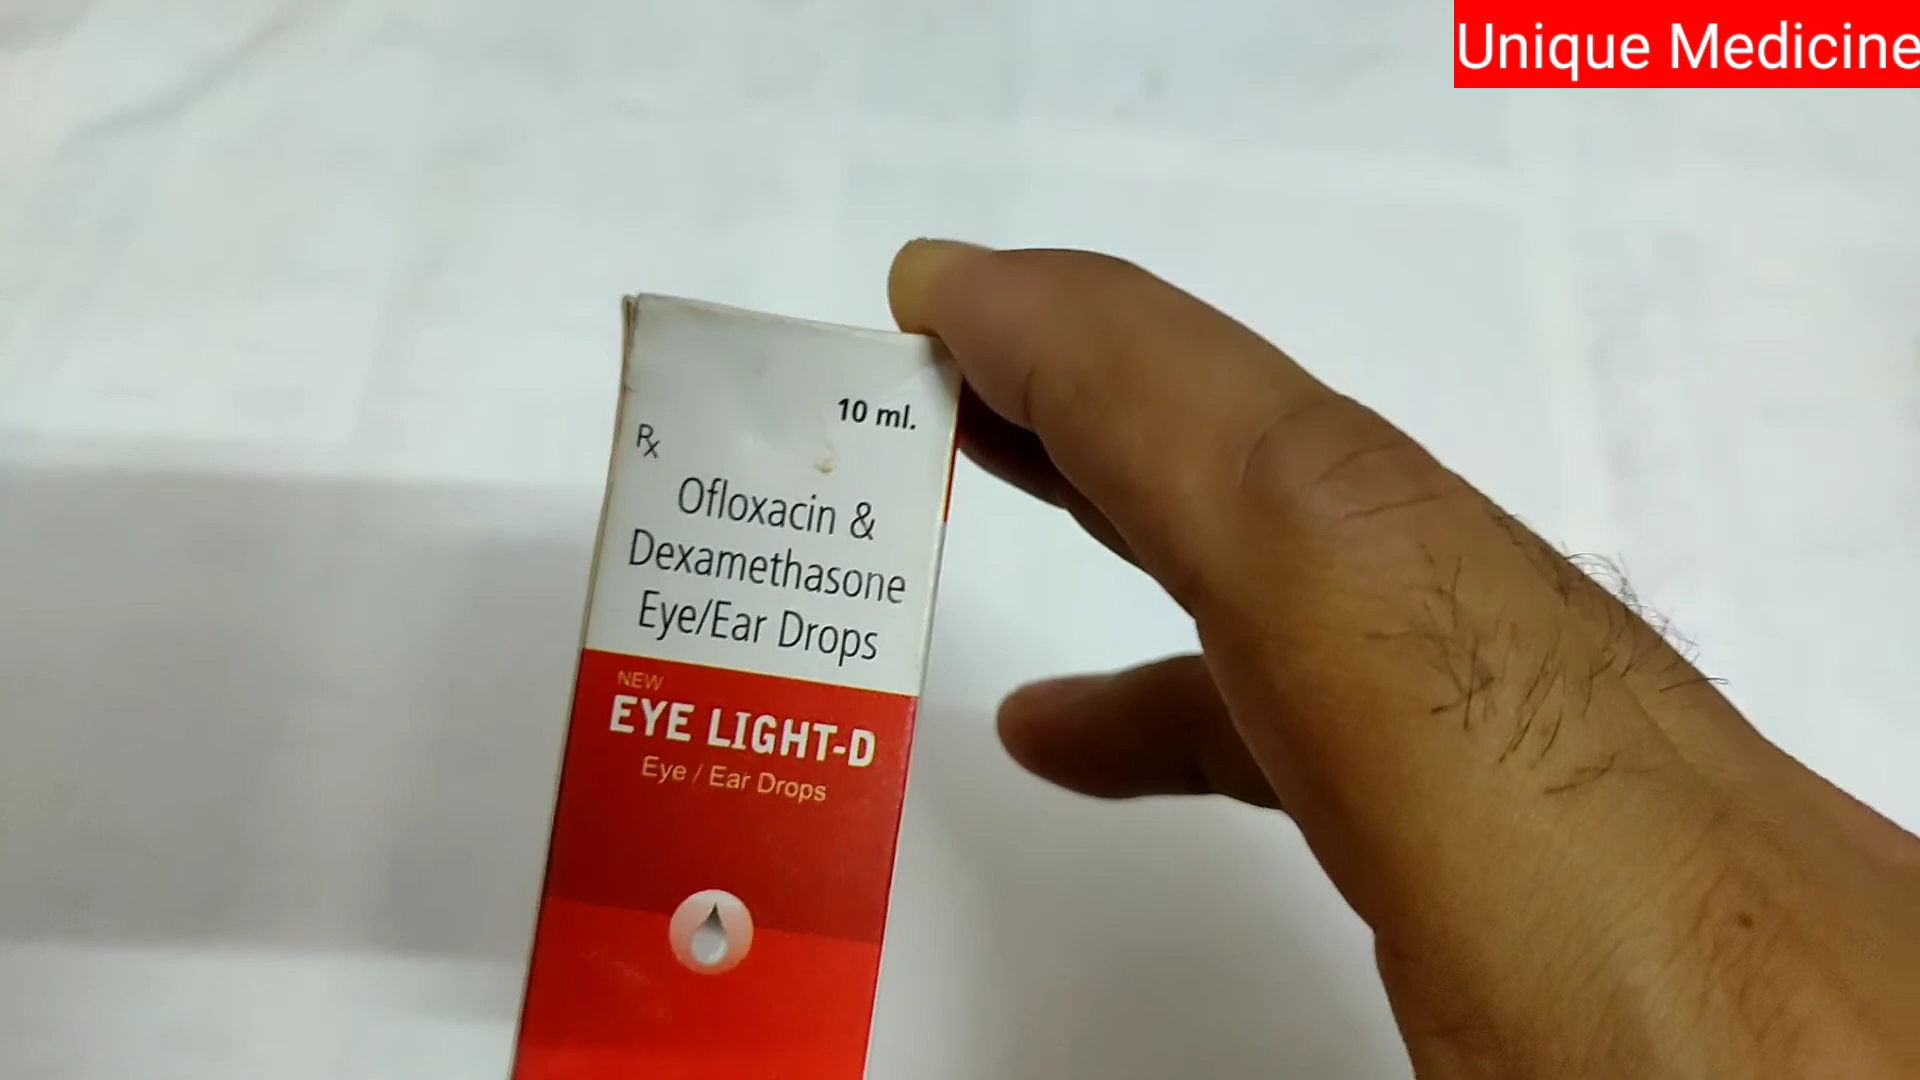 Unique Medicine
10 ml.
Rx
Ofloxacin &
Dexamethasone
Eye/Ear Drops
NEW
EYE LIGHT-D
Eye / Ear Drops